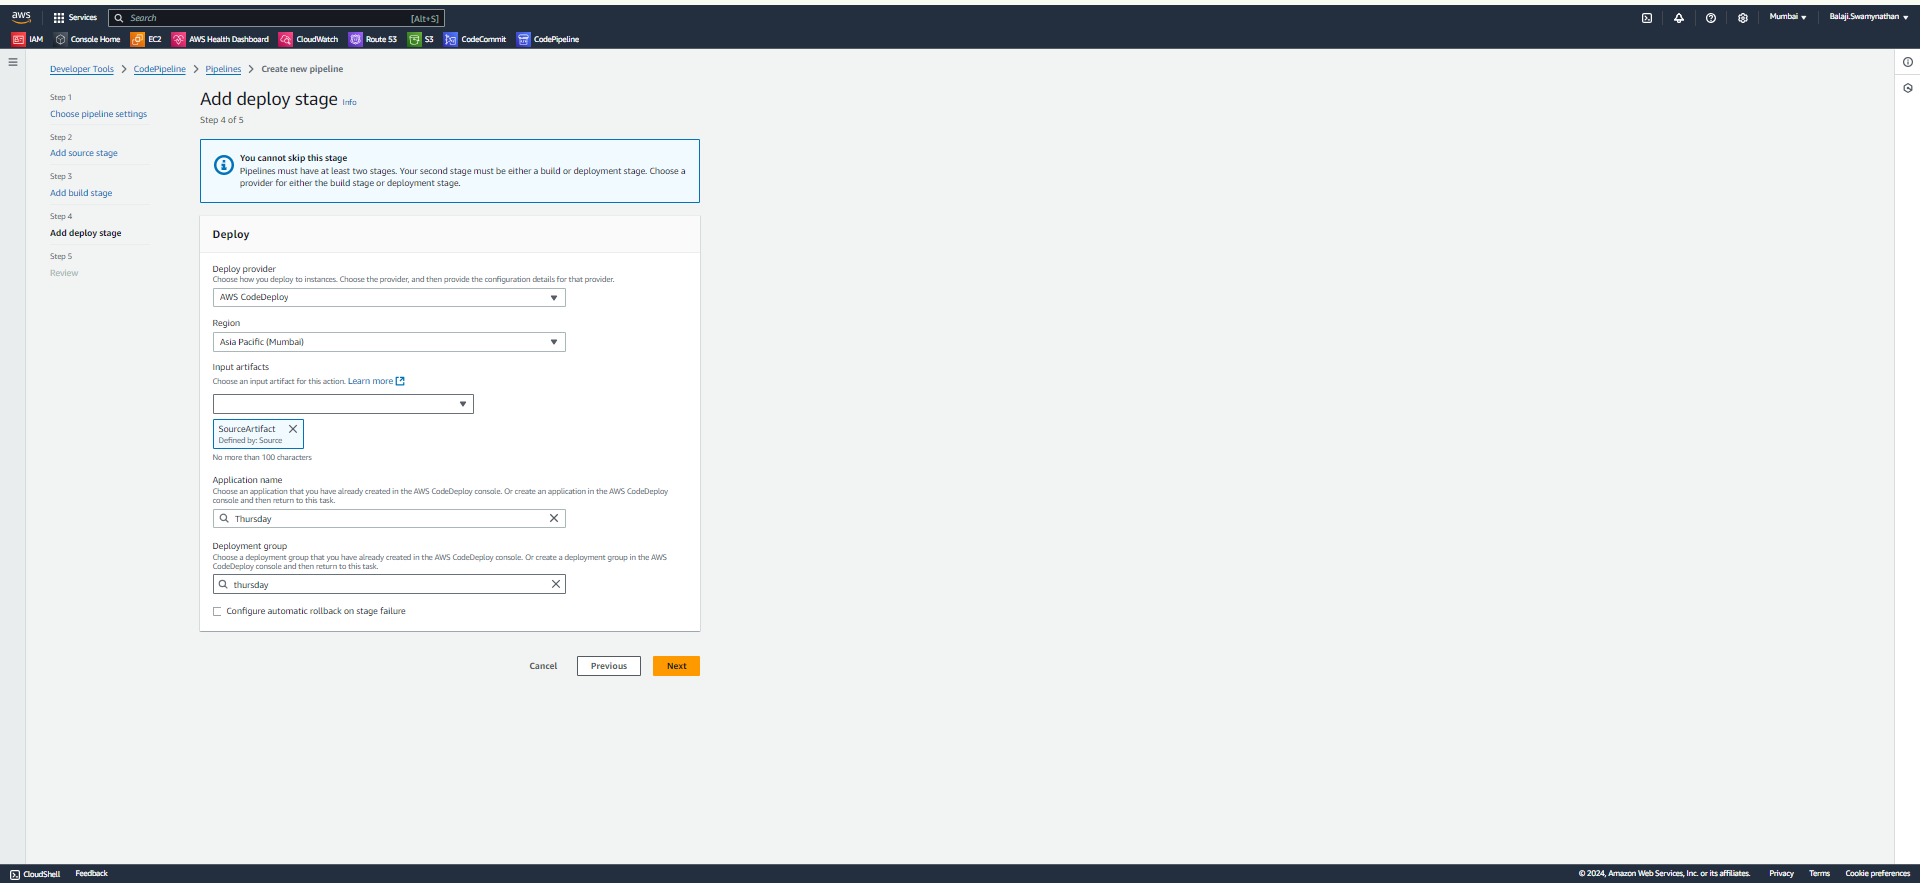 aws
Services
Search
[Alt+S]
Mumbai
Balaji.Swamynathan
IAM
Console Home
EC2
AWS Health Dashboard
CloudWatch
Route 53
S3
CodeCommit
CodePipeline
Developer Tools
CodePipeline
Pipelines
Create new pipeline
Step 1
Choose pipeline settings
Step 2
Add source stage
Step 3
Add build stage
Step 4
Add deploy stage
Step 5
Review
Add deploy stage Info
Step 4 of 5
You cannot skip this stage
Pipelines must have at least two stages. Your second stage must be either a build or deployment stage. Choose a
provider for either the build stage or deployment stage.
Deploy
Deploy provider
Choose how you deploy to instances. Choose the provider, and then provide the configuration details for that provider.
AWS CodeDeploy
Region
Asia Pacific (Mumbai)
Input artifacts
Choose an input artifact for this action. Learn more
SourceArtifact
Defined by: Source
No more than 100 characters
Application name
Choose an application that you have already created in the AWS CodeDeploy console. Or create an application in the AWS CodeDeploy
console and then return to this task.
Thursday
Deployment group
Choose a deployment group that you have already created in the AWS CodeDeploy console. Or create a deployment group in the AWS
CodeDeploy console and then return to this task.
thursday
Configure automatic rollback on stage failure
Cancel
Previous
Next
CloudShell
Feedback
© 2024, Amazon Web Services, Inc. or its affiliates.
Privacy
Terms
Cookie preferences